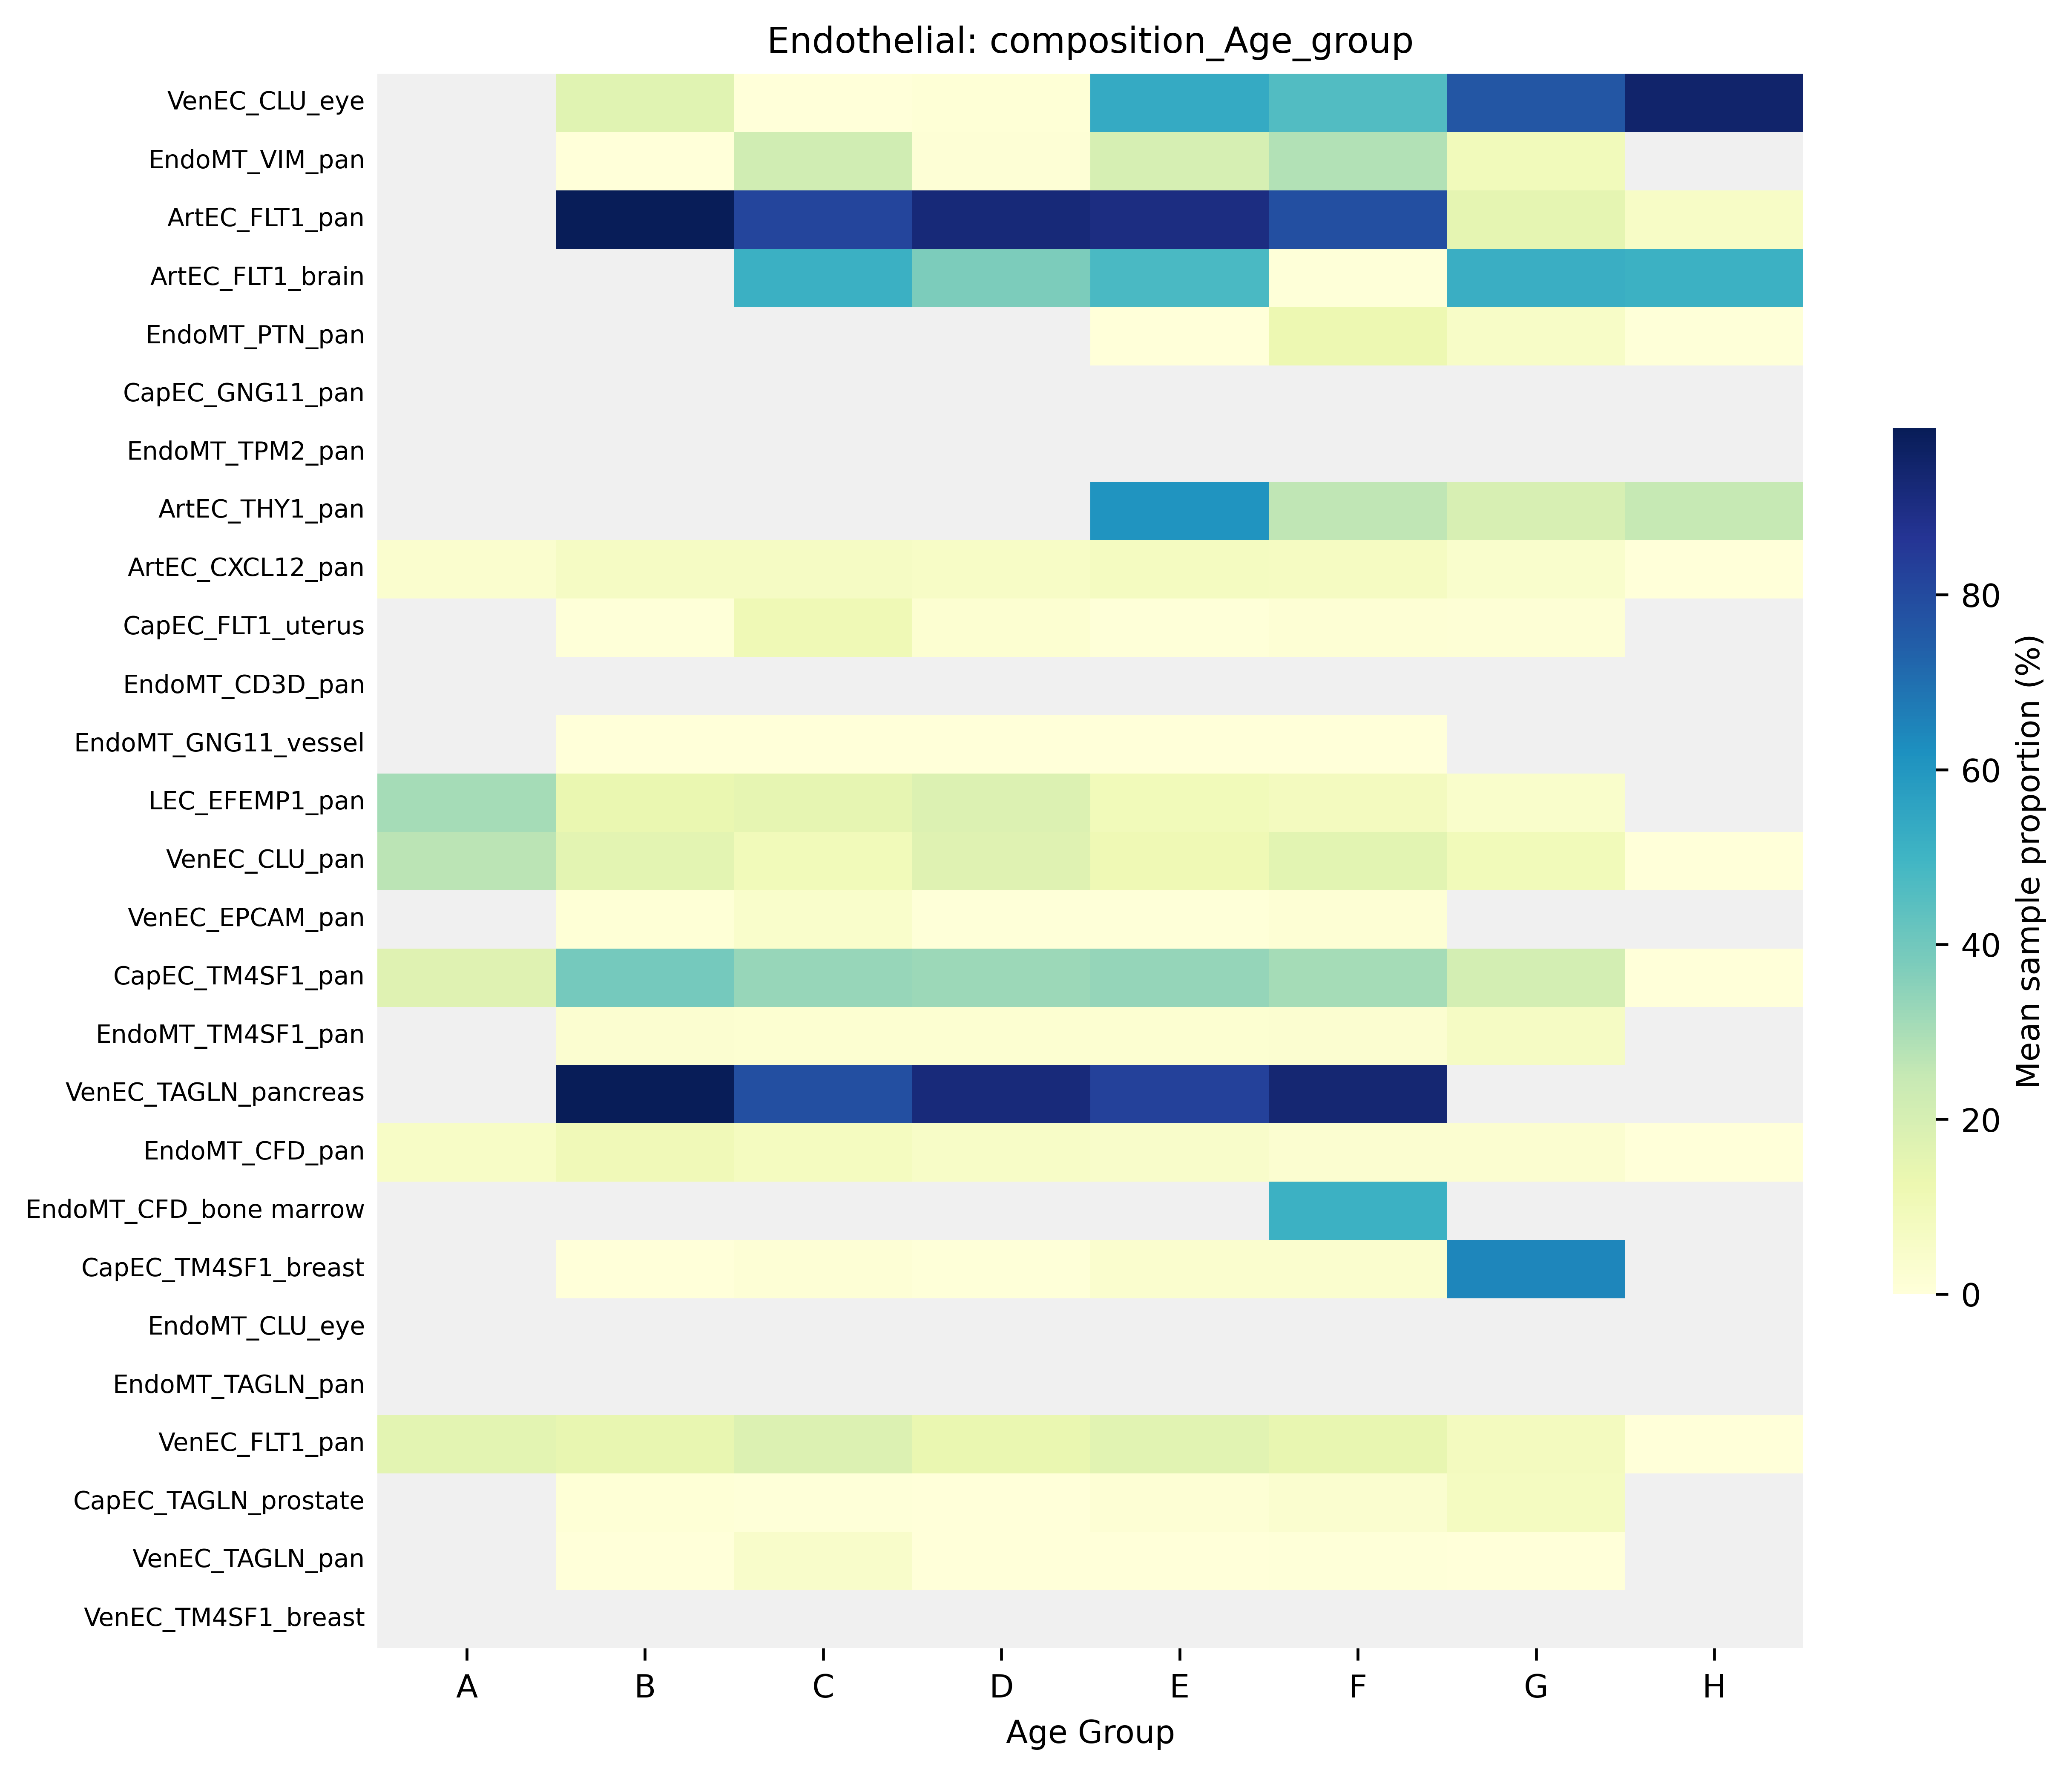 Endothelial: composition_Age_group
VenEC_CLU_eye
EndoMT_VIM_pan
ArtEC_FLT1_pan
ArtEC_FLT1_brain
EndoMT_PTN_pan
CapEC_GNG11_pan
EndoMT_TPM2_pan
ArtEC_THY1_pan
ArtEC_CXCL12_pan
CapEC_FLT1_uterus
EndoMT_CD3D_pan
EndoMT_GNG11_vessel
LEC_EFEMP1_pan
VenEC_CLU_pan
VenEC_EPCAM_pan
CapEC_TM4SF1_pan
EndoMT_TM4SF1_pan
VenEC_TAGLN_pancreas
EndoMT_CFD_pan
EndoMT_CFD_bone marrow
CapEC_TM4SF1_breast
EndoMT_CLU_eye
EndoMT_TAGLN_pan
VenEC_FLT1_pan
CapEC_TAGLN_prostate
VenEC_TAGLN_pan
VenEC_TM4SF1_breast
A B C D E F G H
Age Group
80
60
40
20
0
Mean sample proportion (%)